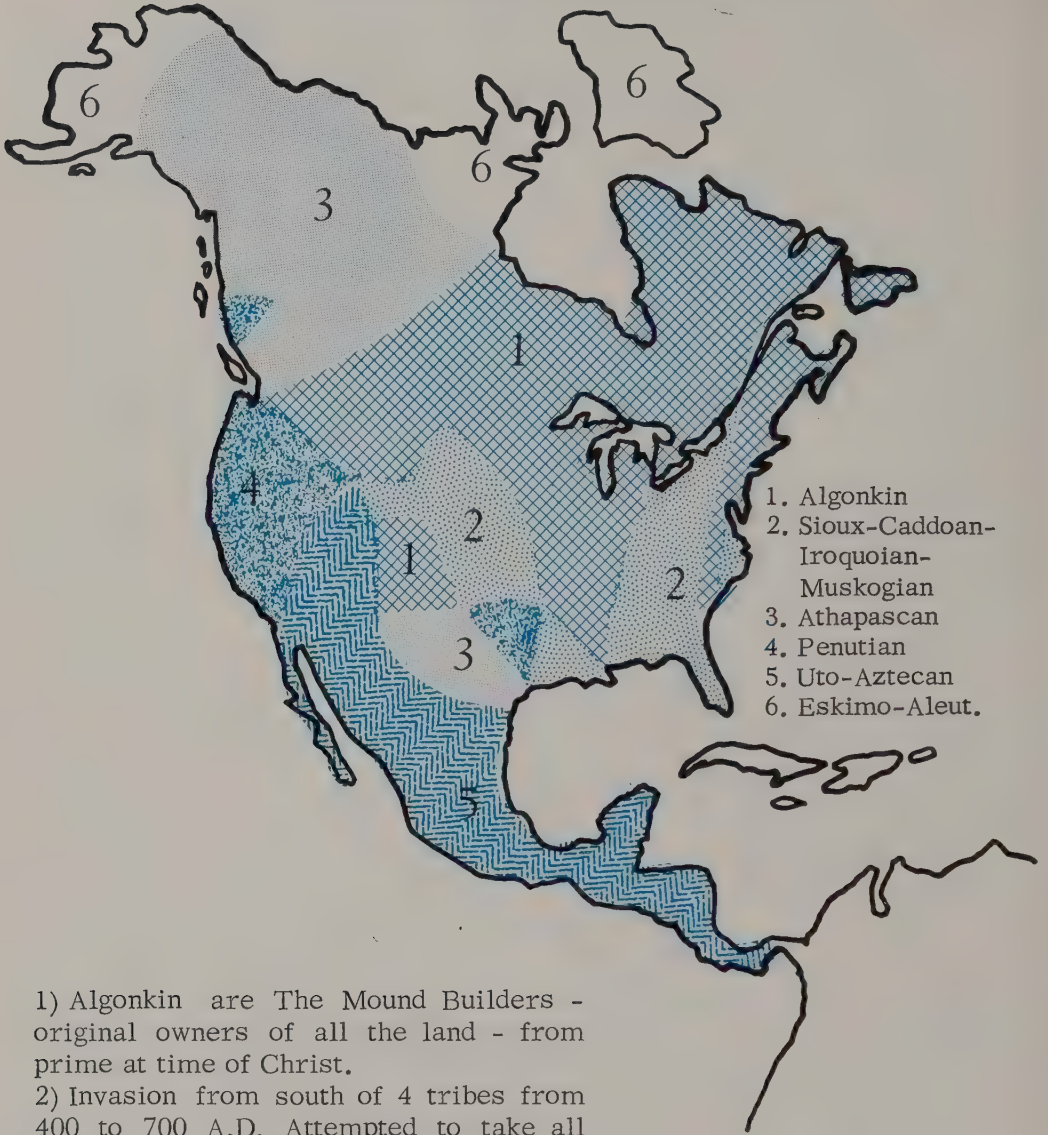 6
6
6
3
1
4
2
1
2
3
5
1. Algonkin
2. Sioux-Caddoan-
Iroquoian-
Muskogian
3. Athapascan
4. Penutian
5. Uto-Aztecan
6. Eskimo-Aleut.
1) Algonkin are The Mound Builders -
original owners of all the land - from
prime at time of Christ.
2) Invasion from south of 4 tribes from
400 to 700 A.D. Attempted to take all